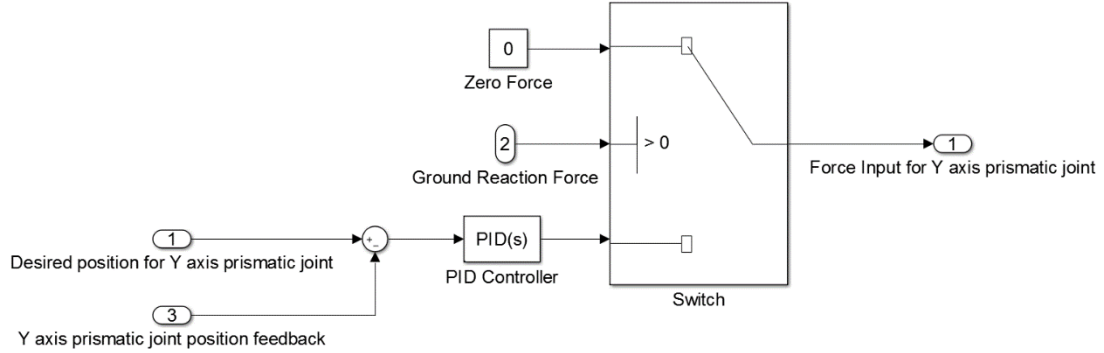 0
Zero Force
> 0
2
Ground Reaction Force
1
Force Input for Y axis prismatic joint
1
Desired position for Y axis prismatic joint
+
−
PID(s)
PID Controller
Switch
3
Y axis prismatic joint position feedback